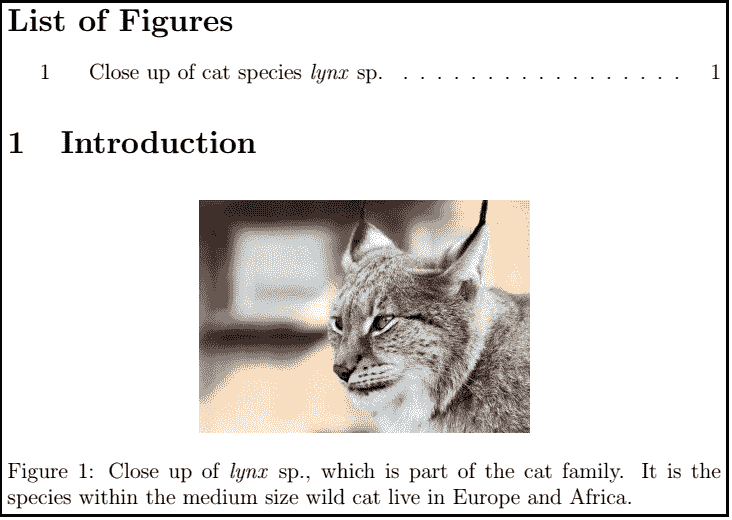 List of Figures
1 Close up of cat species lynx sp. . . . . . . . . . . . . . . . . . 1
1 Introduction
Figure 1: Close up of lynx sp., which is part of the cat family. It is the
species within the medium size wild cat live in Europe and Africa.